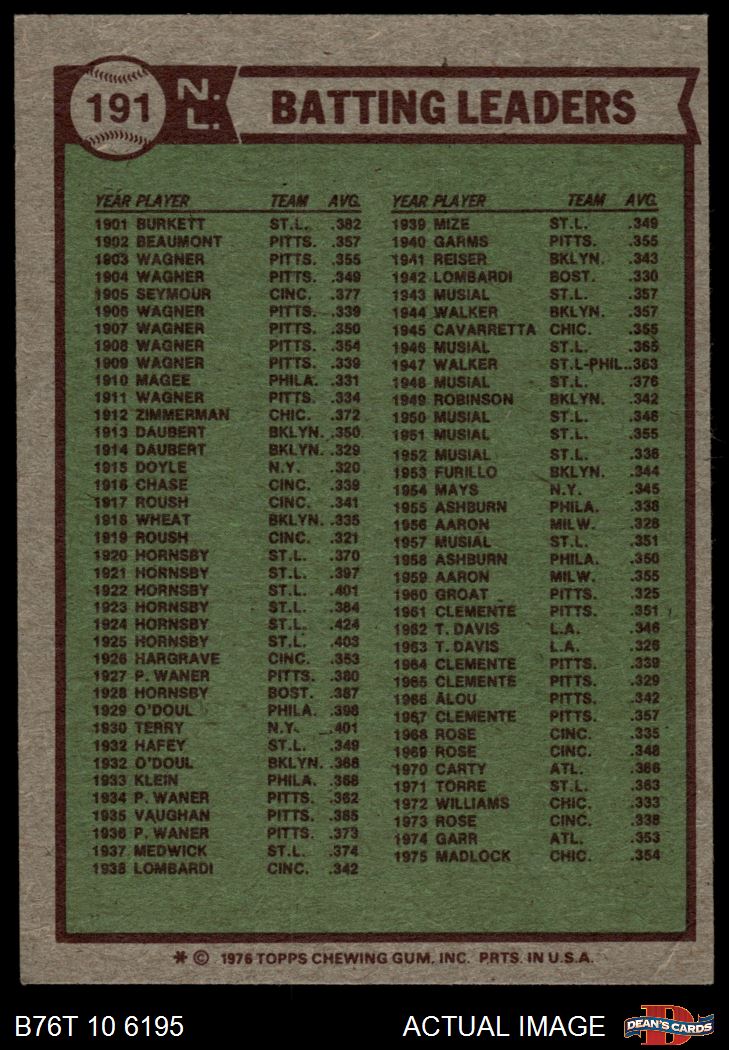 191 N. L. BATTING LEADERS
YEAR PLAYER TEAM AVG.
1901 BURKETT ST.L. .382
1902 BEAUMONT PITTS. .357
1903 WAGNER PITTS. .355
1904 WAGNER PITTS. .349
1905 SEYMOUR CINC. .377
1906 WAGNER PITTS. .339
1907 WAGNER PITTS. .350
1908 WAGNER PITTS. .354
1909 WAGNER PITTS. .339
1910 MAGEE PHILA. .331
1911 WAGNER PITTS. .334
1912 ZIMMERMAN CHIC. .372
1913 DAUBERT BKLYN. .350
1914 DAUBERT BKLYN. .329
1915 DOYLE N.Y. .320
1916 CHASE CINC. .339
1917 ROUSH CINC. .341
1918 WHEAT BKLYN. .335
1919 ROUSH CINC. .321
1920 HORNSBY ST.L. .370
1921 HORNSBY ST.L. .397
1922 HORNSBY ST.L. .401
1923 HORNSBY ST.L. .384
1924 HORNSBY ST.L. .424
1925 HORNSBY ST.L. .403
1926 HARGRAVE CINC. .353
1927 P. WANER PITTS. .380
1928 HORNSBY BOST. .387
1929 O'DOUL PHILA. .398
1930 TERRY N.Y. .401
1932 HAFEY ST.L. .349
1932 O'DOUL BKLYN. .368
1933 KLEIN PHILA. .368
1934 P. WANER PITTS. .362
1935 VAUGHAN PITTS. .385
1936 P. WANER PITTS. .373
1937 MEDWICK ST.L. .374
1938 LOMBARDI CINC. .342
YEAR PLAYER TEAM AVG.
1939 MIZE ST.L. .349
1940 GARMS PITTS. .355
1941 REISER BKLYN. .343
1942 LOMBARDI BOST. .330
1943 MUSIAL ST.L. .357
1944 WALKER BKLYN. .357
1945 CAVARRETTA CHIC. .355
1946 MUSIAL ST.L. .365
1947 WALKER ST.L-PHIL..363
1948 MUSIAL ST.L. .376
1949 ROBINSON BKLYN. .342
1950 MUSIAL ST.L. .346
1951 MUSIAL ST.L. .355
1952 MUSIAL ST.L. .336
1953 FURILLO BKLYN. .344
1954 MAYS N.Y. .345
1955 ASHBURN PHILA. .338
1956 AARON MILW. .328
1957 MUSIAL ST.L. .351
1958 ASHBURN PHILA. .350
1959 AARON MILW. .355
1960 GROAT PITTS. .325
1961 CLEMENTE PITTS. .351
1962 T. DAVIS L.A. .346
1963 T. DAVIS L.A. .326
1964 CLEMENTE PITTS. .339
1965 CLEMENTE PITTS. .329
1966 ALOU PITTS. .342
1967 CLEMENTE PITTS. .357
1968 ROSE CINC. .335
1969 ROSE CINC. .348
1970 CARTY ATL. .366
1971 TORRE ST.L. .363
1972 WILLIAMS CHIC. .333
1973 ROSE CINC. .338
1974 GARR ATL. .353
1975 MADLOCK CHIC. .354
* © 1976 TOPPS CHEWING GUM, INC. PRTS. IN U.S.A.
B76T 10 6195 ACTUAL IMAGE D DEAN'S CARDS